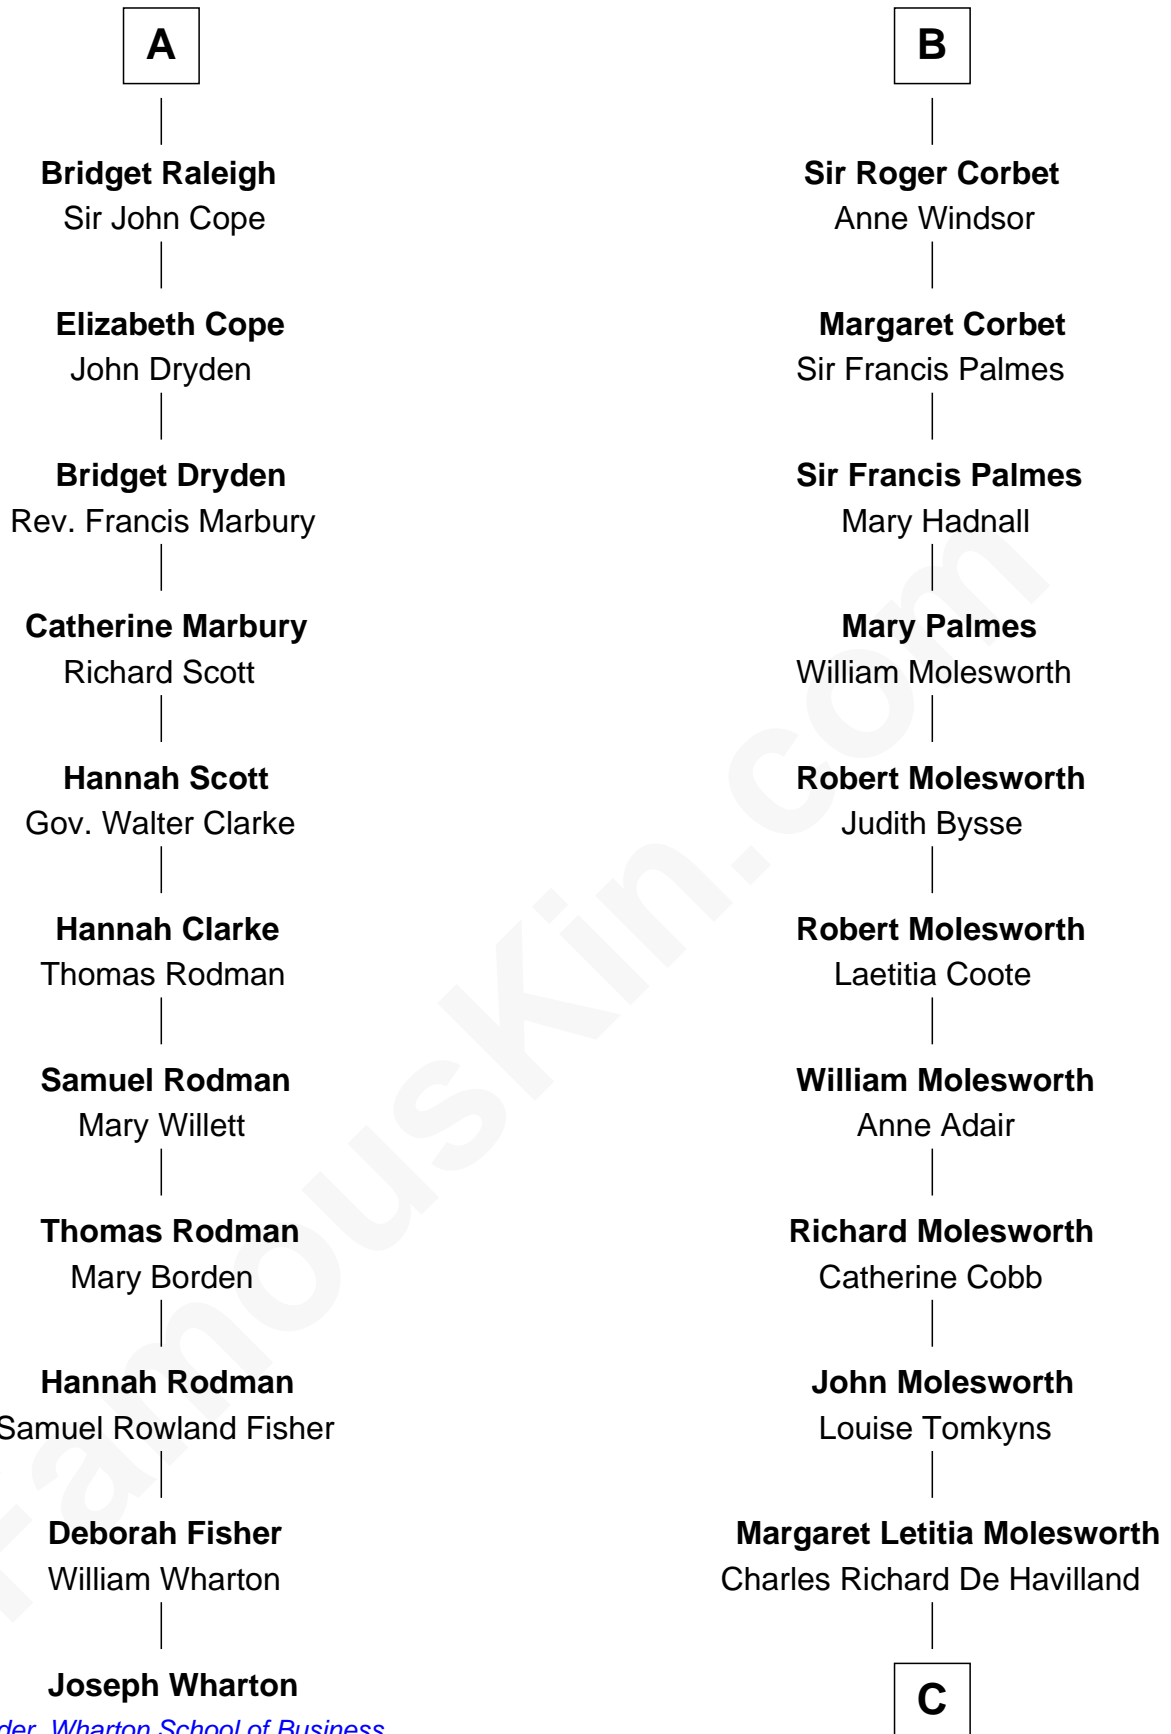 A
Bridget Raleigh
Sir John Cope
Elizabeth Cope
John Dryden
Bridget Dryden
Rev. Francis Marbury
Catherine Marbury
Richard Scott
Hannah Scott
Gov. Walter Clarke
Hannah Clarke
Thomas Rodman
Samuel Rodman
Mary Willett
Thomas Rodman
Mary Borden
Hannah Rodman
Samuel Rowland Fisher
Deborah Fisher
William Wharton
Joseph Wharton
Wharton School of Business
B
Sir Roger Corbet
Anne Windsor
Margaret Corbet
Sir Francis Palmes
Sir Francis Palmes
Mary Hadnall
Mary Palmes
William Molesworth
Robert Molesworth
Judith Bysse
Robert Molesworth
Laetitia Coote
William Molesworth
Anne Adair
Richard Molesworth
Catherine Cobb
John Molesworth
Louise Tomkyns
Margaret Letitia Molesworth
Charles Richard De Havilland
C
FamousKin.com